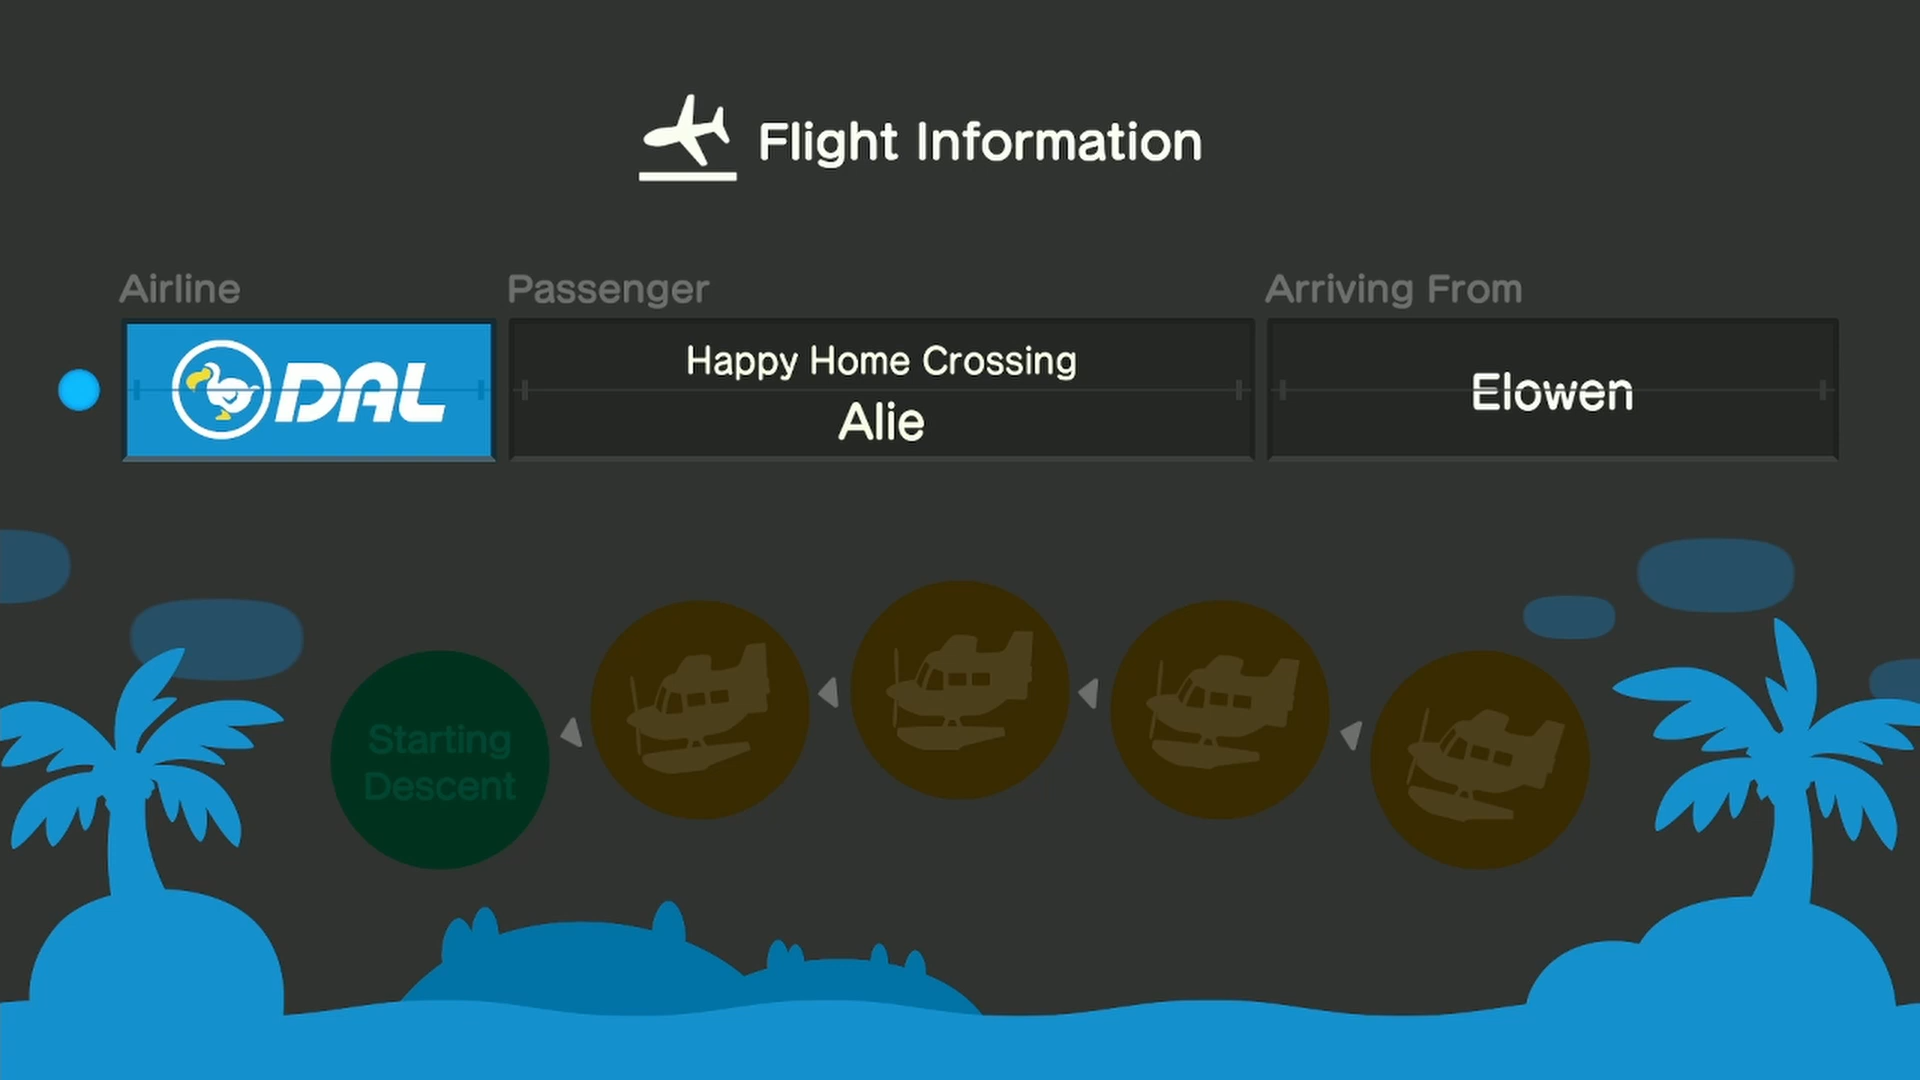 Flight Information
Airline
Passenger
Arriving From
DAL
Happy Home Crossing
Alie
Elowen
Starting
Descent